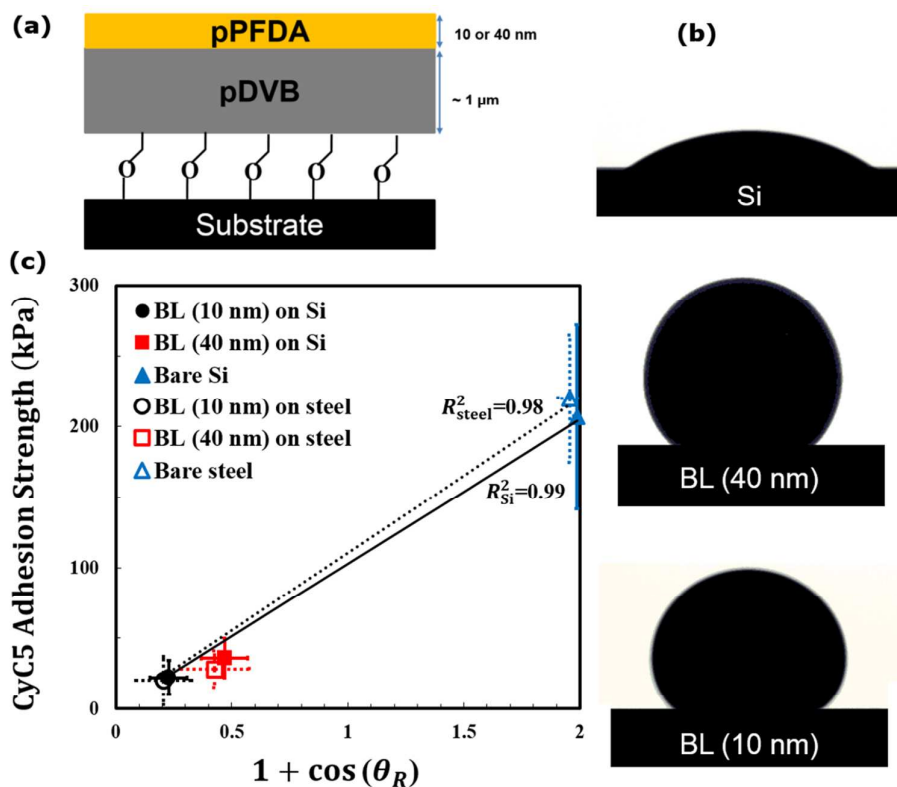 (a)
pPFDA
10 or 40 nm
pDVB
~ 1 µm
O O O O O
Substrate
(b)
Si
BL (40 nm)
BL (10 nm)
(c)
CyC5 Adhesion Strength (kPa)
300
200
100
0
BL (10 nm) on Si
BL (40 nm) on Si
Bare Si
BL (10 nm) on steel
BL (40 nm) on steel
Bare steel
R²steel=0.98
R²Si=0.99
0 0.5 1 1.5 2
1 + cos(θR)